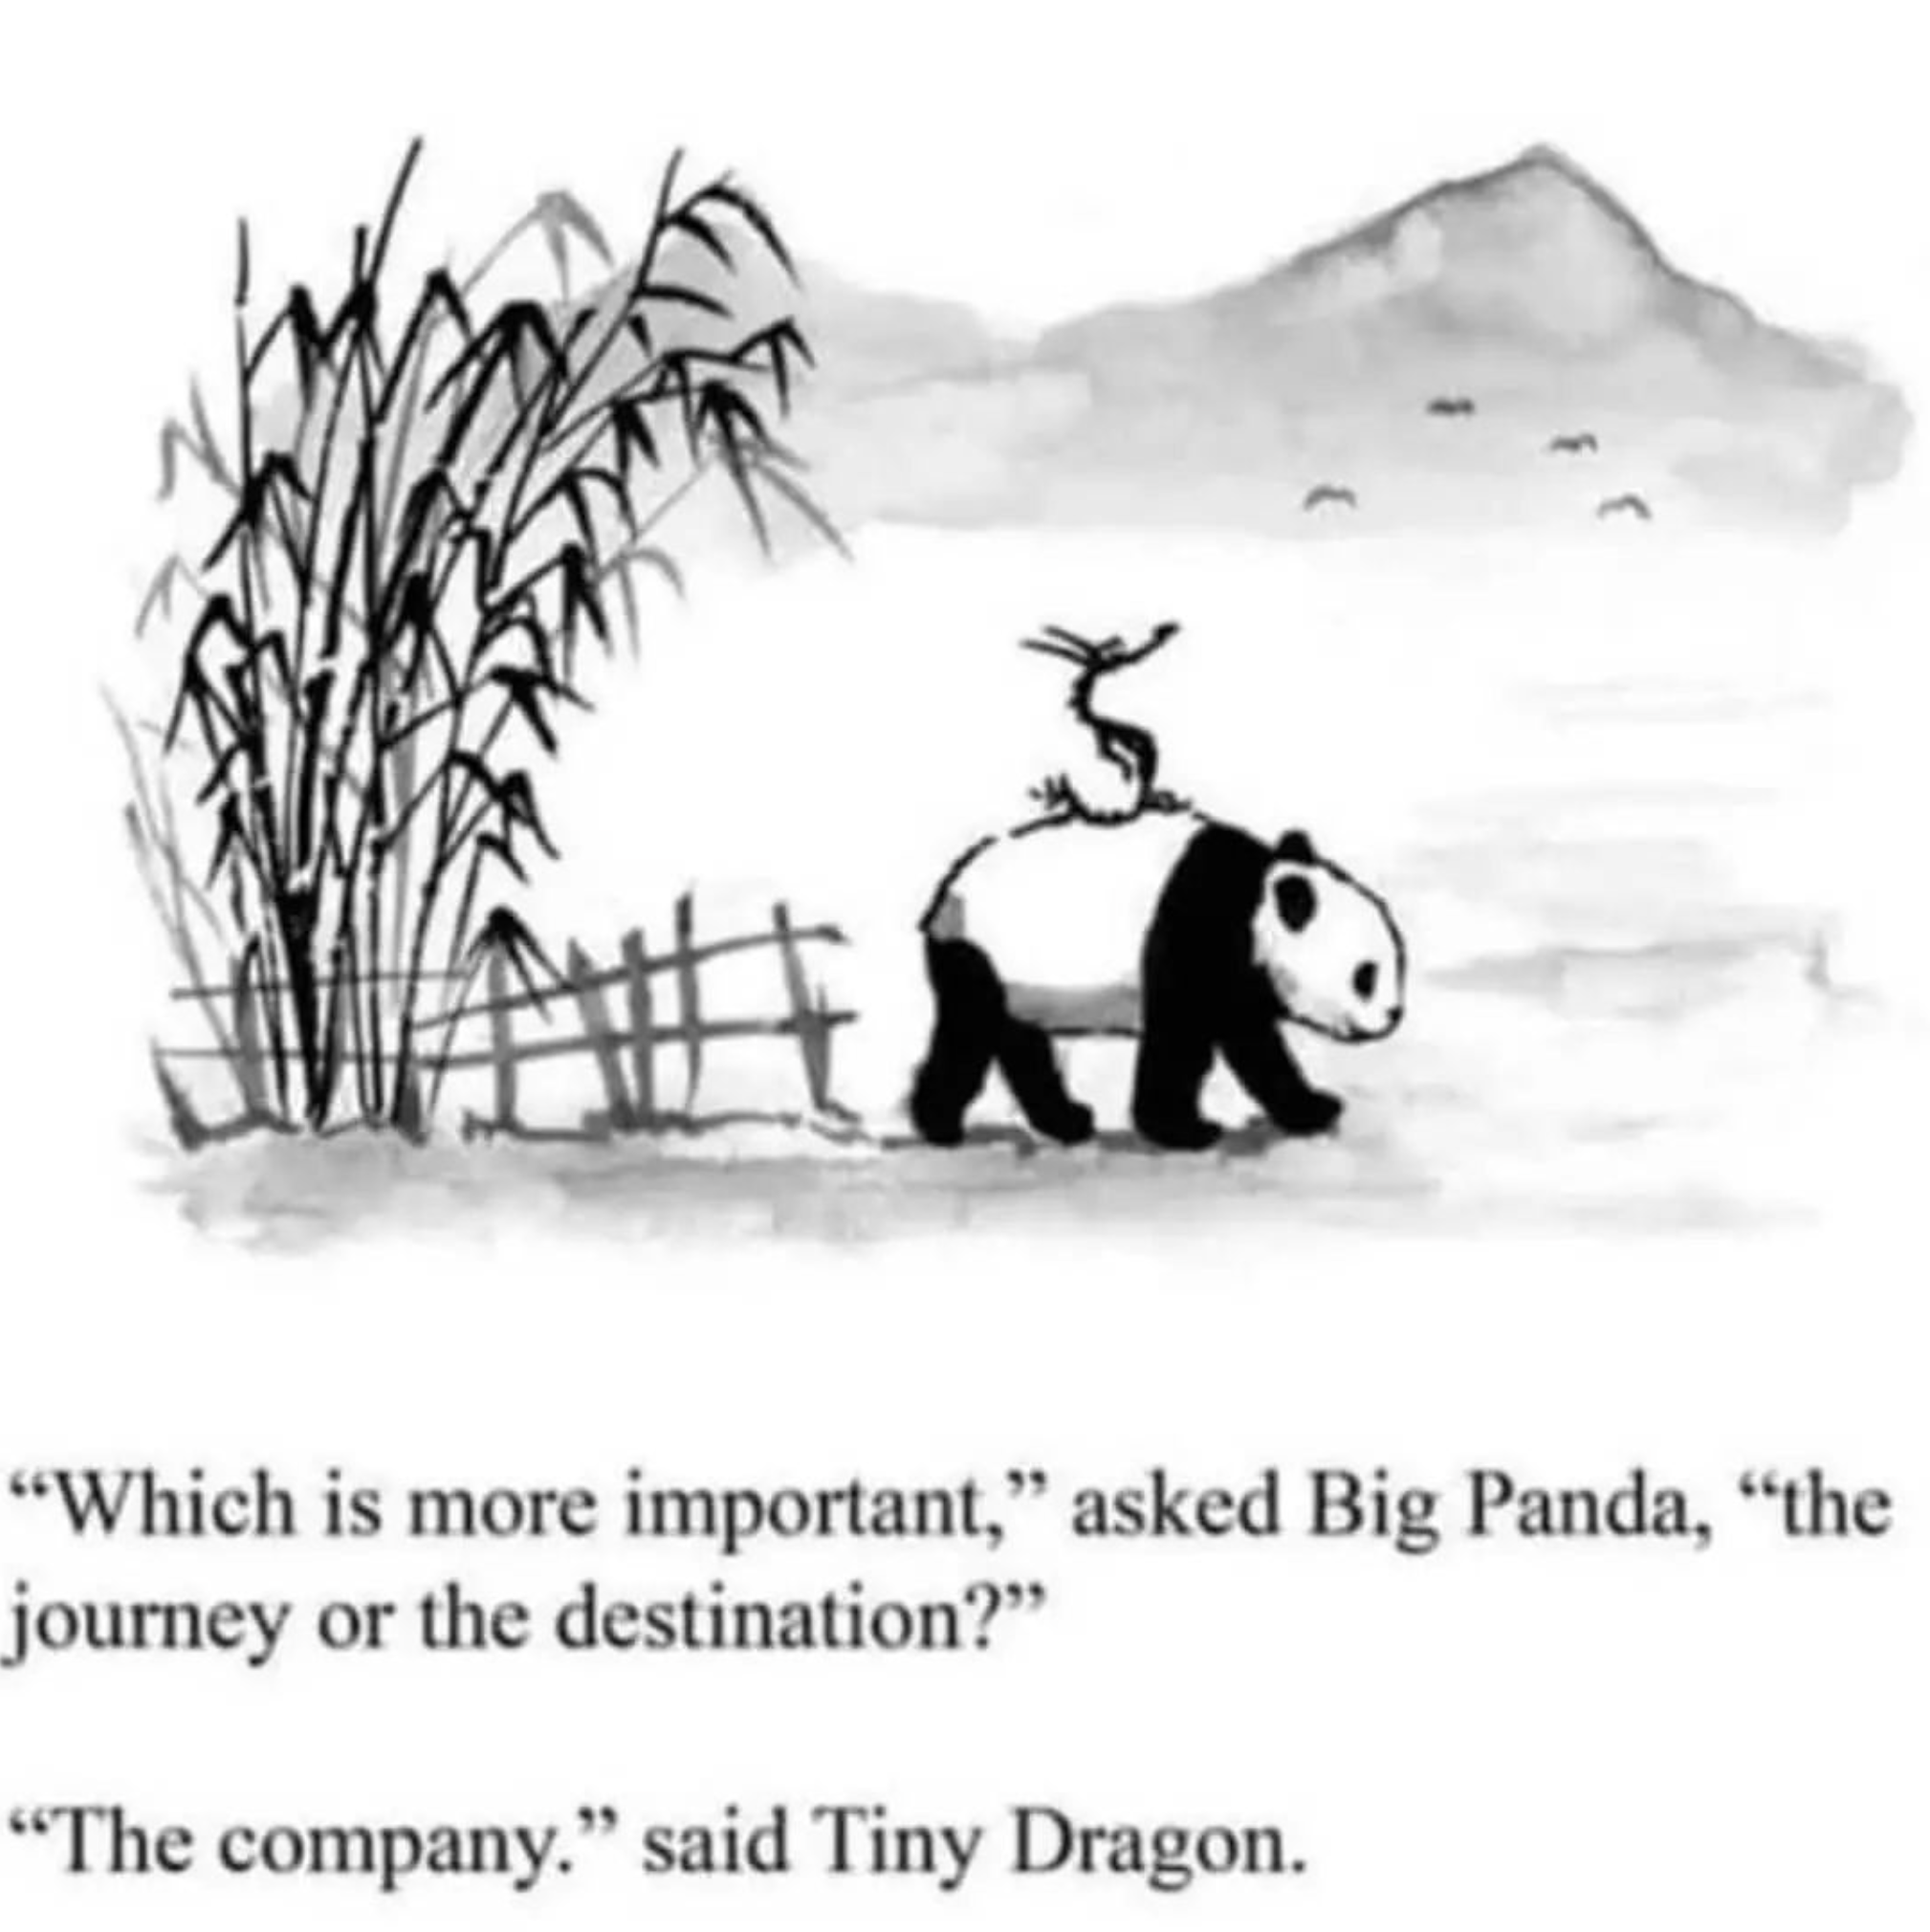 “Which is more important,” asked Big Panda, “the
journey or the destination?”
“The company.” said Tiny Dragon.